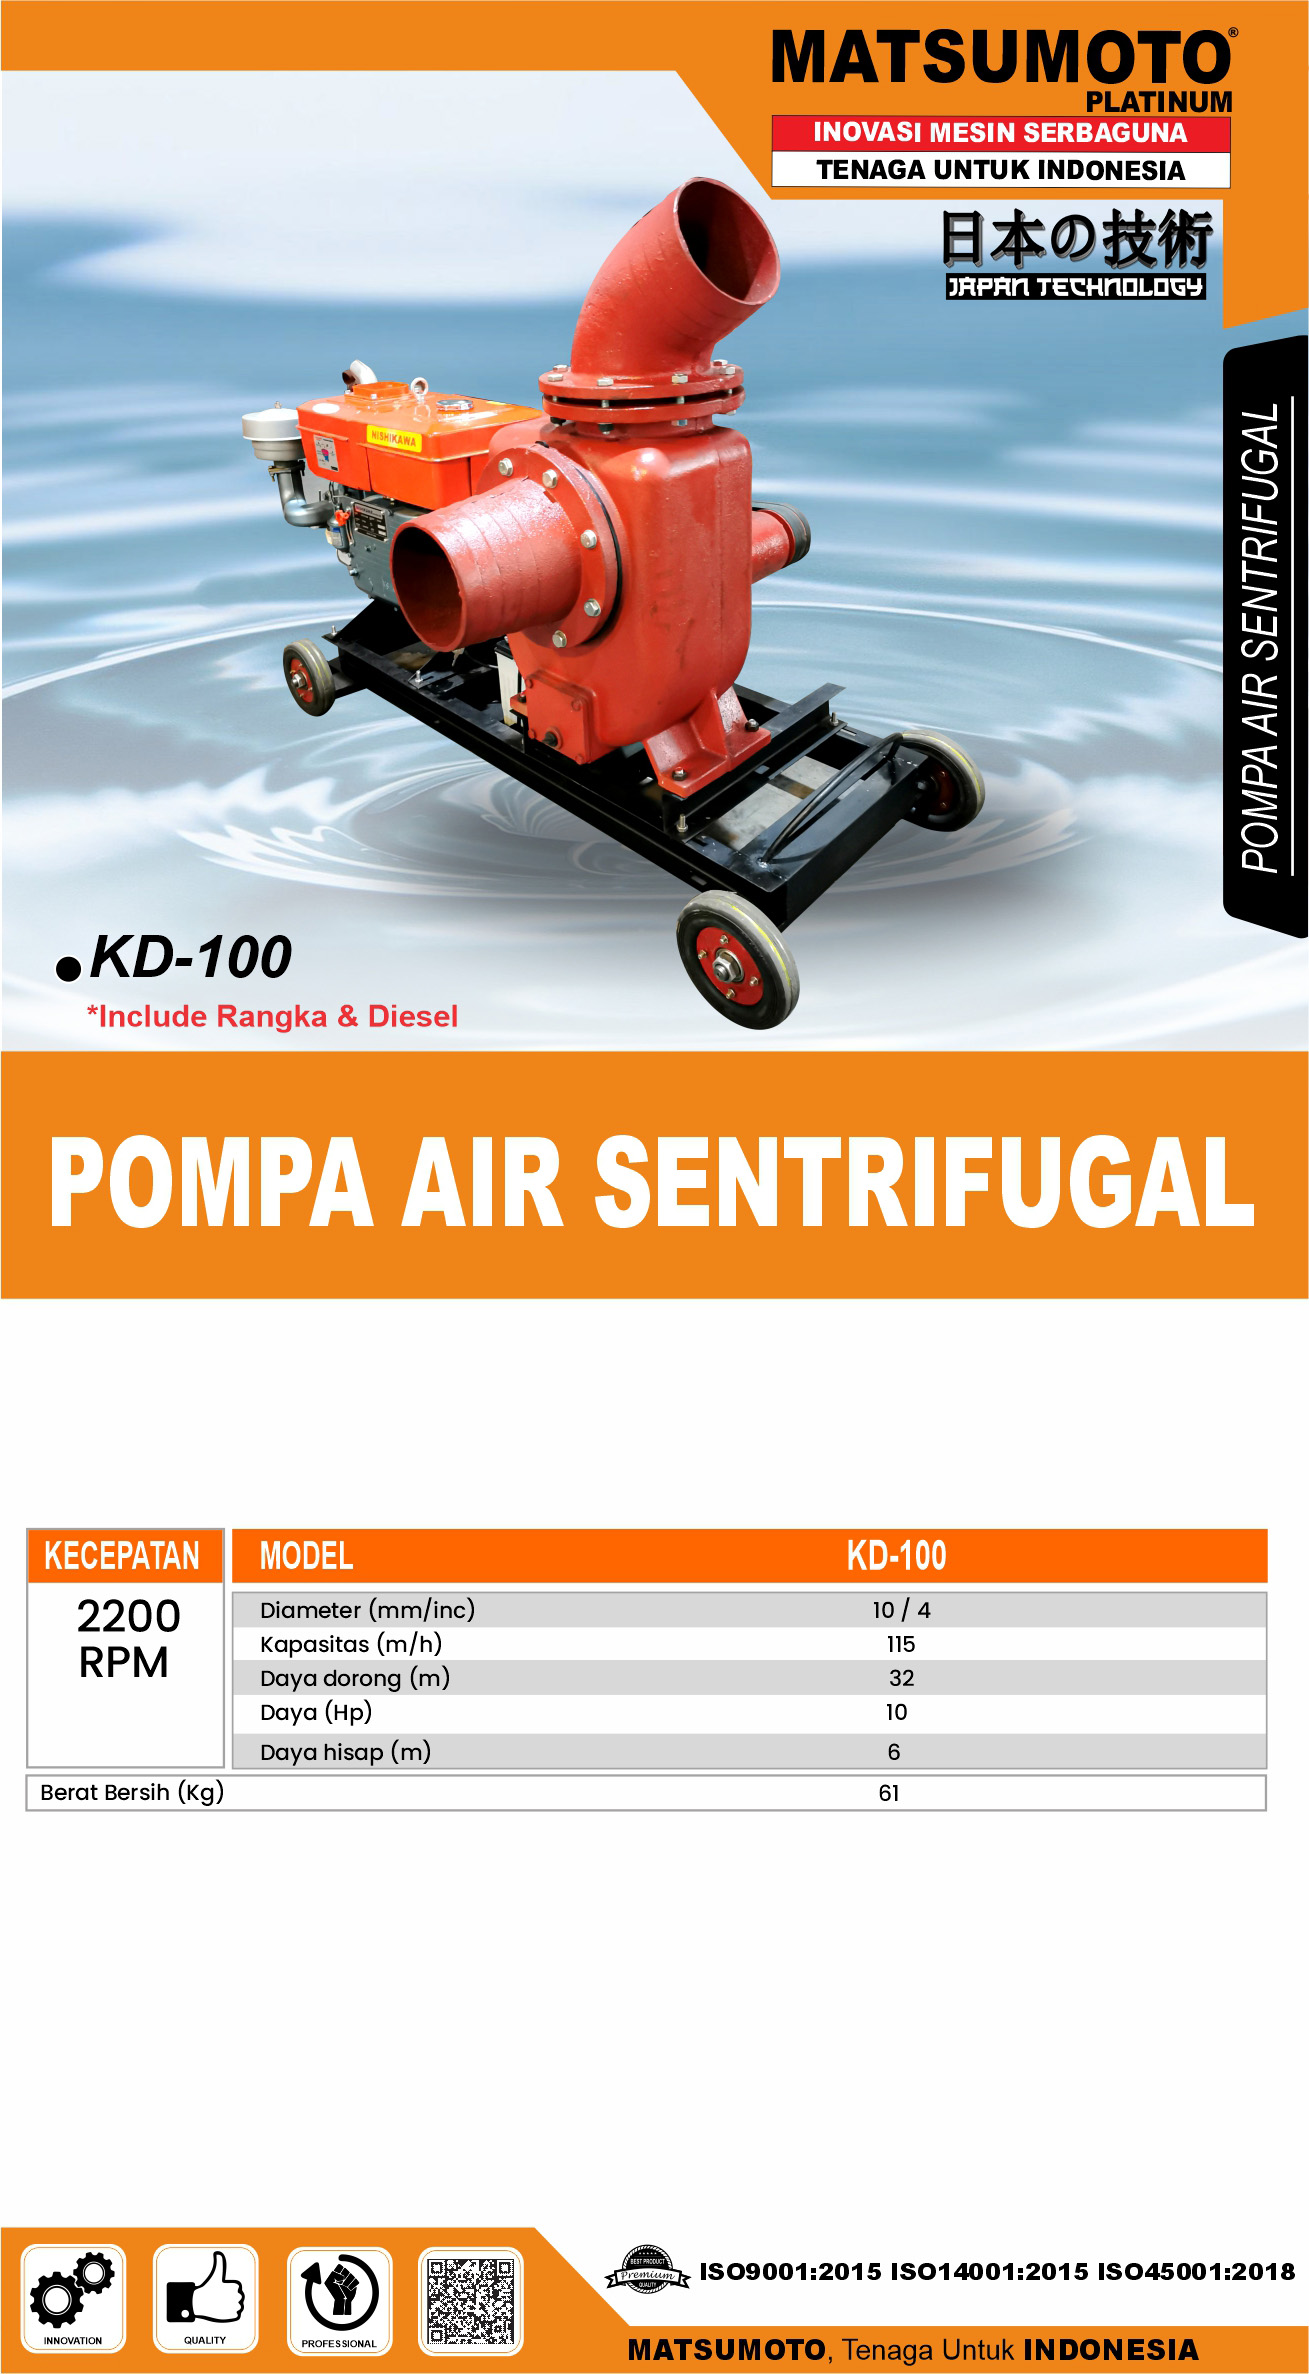 MATSUMOTO®
PLATINUM
INOVASI MESIN SERBAGUNA
TENAGA UNTUK INDONESIA
日本の技術
JAPAN TECHNOLOGY
NISHIKAWA
POMPA AIR SENTRIFUGAL
KD-100
*Include Rangka & Diesel
POMPA AIR SENTRIFUGAL
KECEPATAN MODEL KD-100
2200
RPM
Diameter (mm/inc) 10 / 4
Kapasitas (m/h) 115
Daya dorong (m) 32
Daya (Hp) 10
Daya hisap (m) 6
Berat Bersih (Kg) 61
INNOVATION
QUALITY
PROFESSIONAL
BEST PRODUCT
Premium
QUALITY
ISO9001:2015 ISO14001:2015 ISO45001:2018
MATSUMOTO, Tenaga Untuk INDONESIA